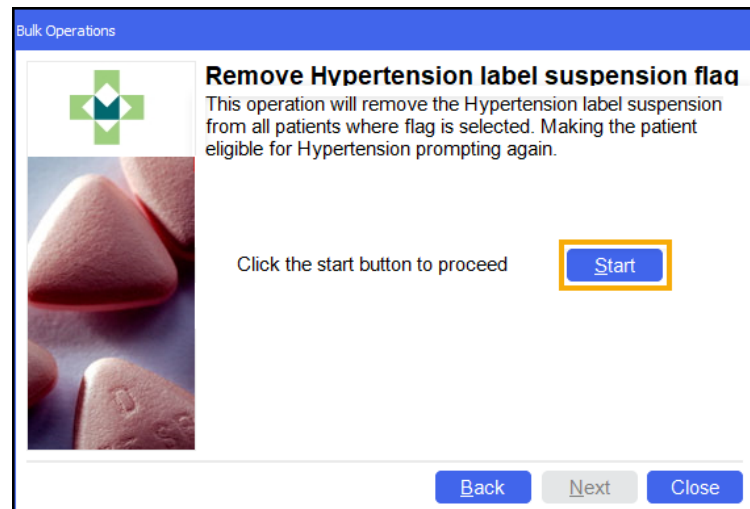 Bulk Operations
Remove Hypertension label suspension flag
This operation will remove the Hypertension label suspension
from all patients where flag is selected. Making the patient
eligible for Hypertension prompting again.
Click the start button to proceed
Start
Back
Next
Close